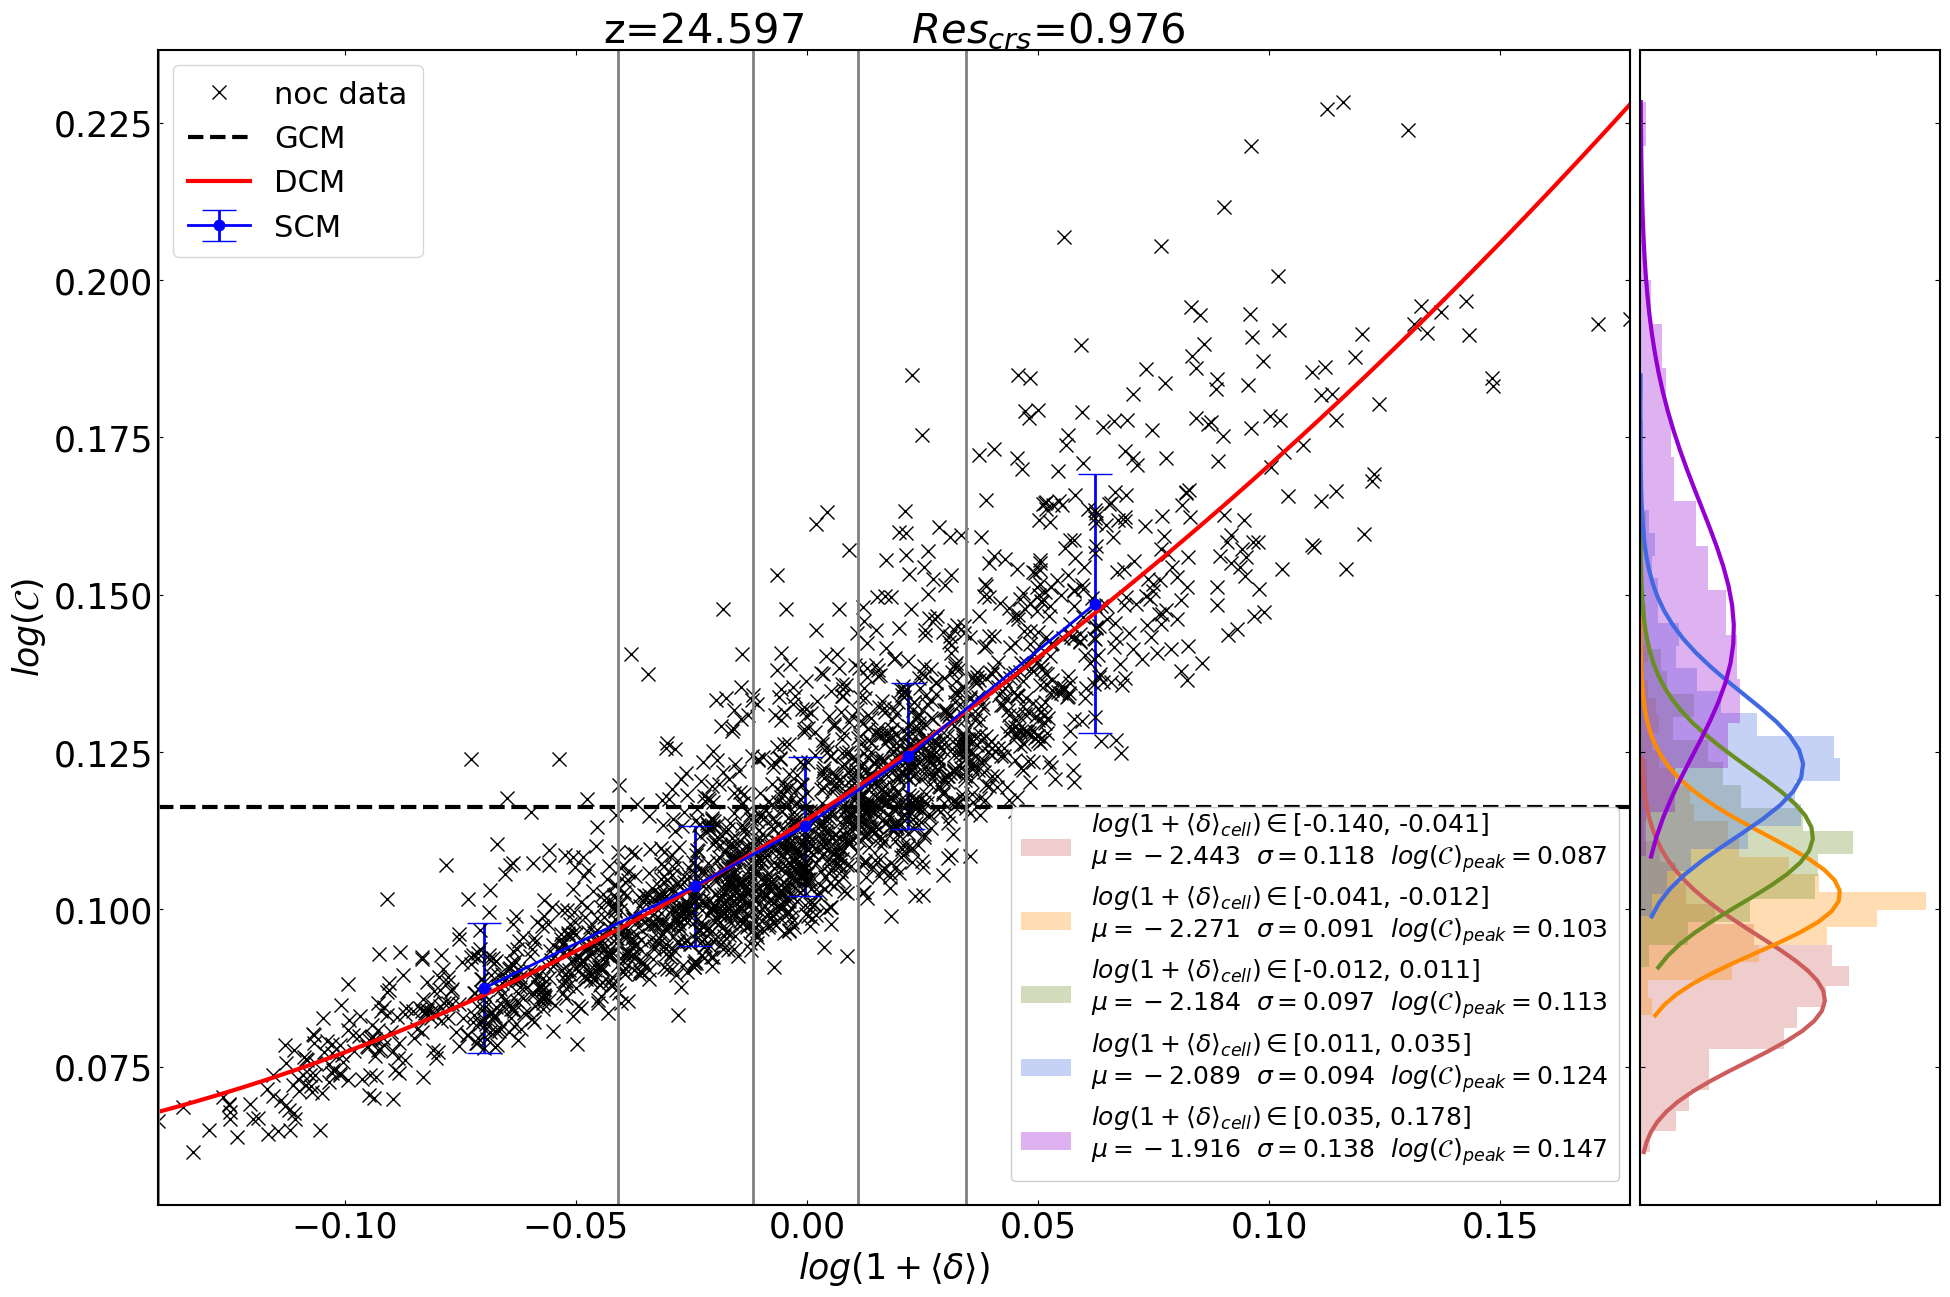 z=24.597 Res_crs=0.976
noc data
GCM
DCM
SCM
0.225
0.200
0.175
0.150
0.125
0.100
0.075
log(𝒞)
log(1 + ⟨δ⟩_cell) ∈ [-0.140, -0.041]
μ = −2.443 σ = 0.118 log(𝒞)_peak = 0.087
log(1 + ⟨δ⟩_cell) ∈ [-0.041, -0.012]
μ = −2.271 σ = 0.091 log(𝒞)_peak = 0.103
log(1 + ⟨δ⟩_cell) ∈ [-0.012, 0.011]
μ = −2.184 σ = 0.097 log(𝒞)_peak = 0.113
log(1 + ⟨δ⟩_cell) ∈ [0.011, 0.035]
μ = −2.089 σ = 0.094 log(𝒞)_peak = 0.124
log(1 + ⟨δ⟩_cell) ∈ [0.035, 0.178]
μ = −1.916 σ = 0.138 log(𝒞)_peak = 0.147
−0.10 −0.05 0.00 0.05 0.10 0.15
log(1 + ⟨δ⟩)